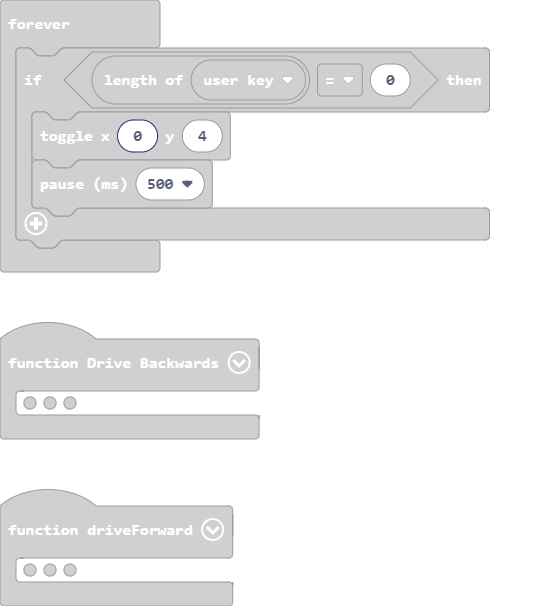 forever
if length of user key = 0 then
toggle x 0 y 4
pause (ms) 500
function Drive Backwards
function driveForward